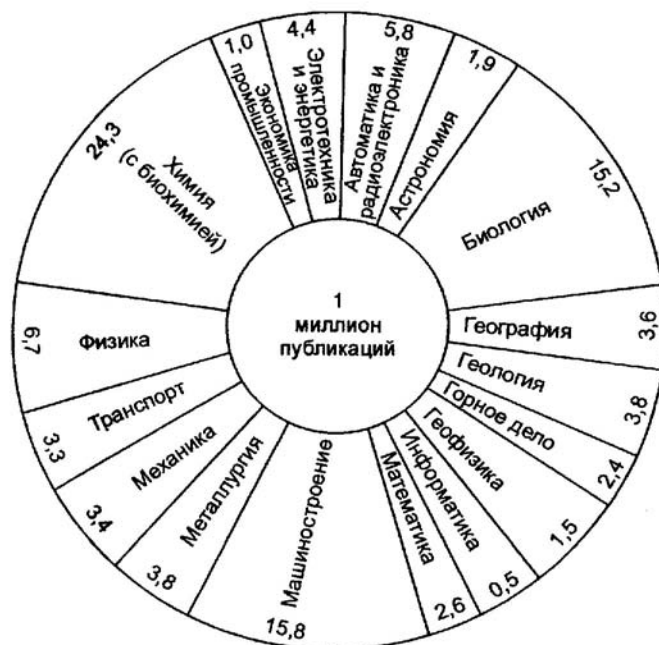 1,0
Экономика
промышленности
4,4
Электротехника
и энергетика
5,8
Автоматика и
радиоэлектроника
1,9
Астрономия
15,2
Биология
3,6
География
3,8
Геология
2,4
Горное дело
1,5
Геофизика
0,5
Информатика
2,6
Математика
15,8
Машиностроение
3,8
Металлургия
3,4
Механика
3,3
Транспорт
6,7
Физика
24,3
Химия
(с биохимией)
1
миллион
публикаций